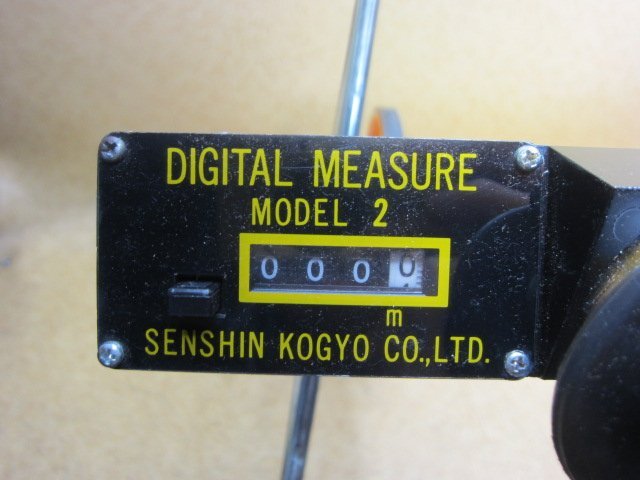 DIGITAL MEASURE
MODEL 2
0 0 0 0
m
SENSHIN KOGYO CO.,LTD.